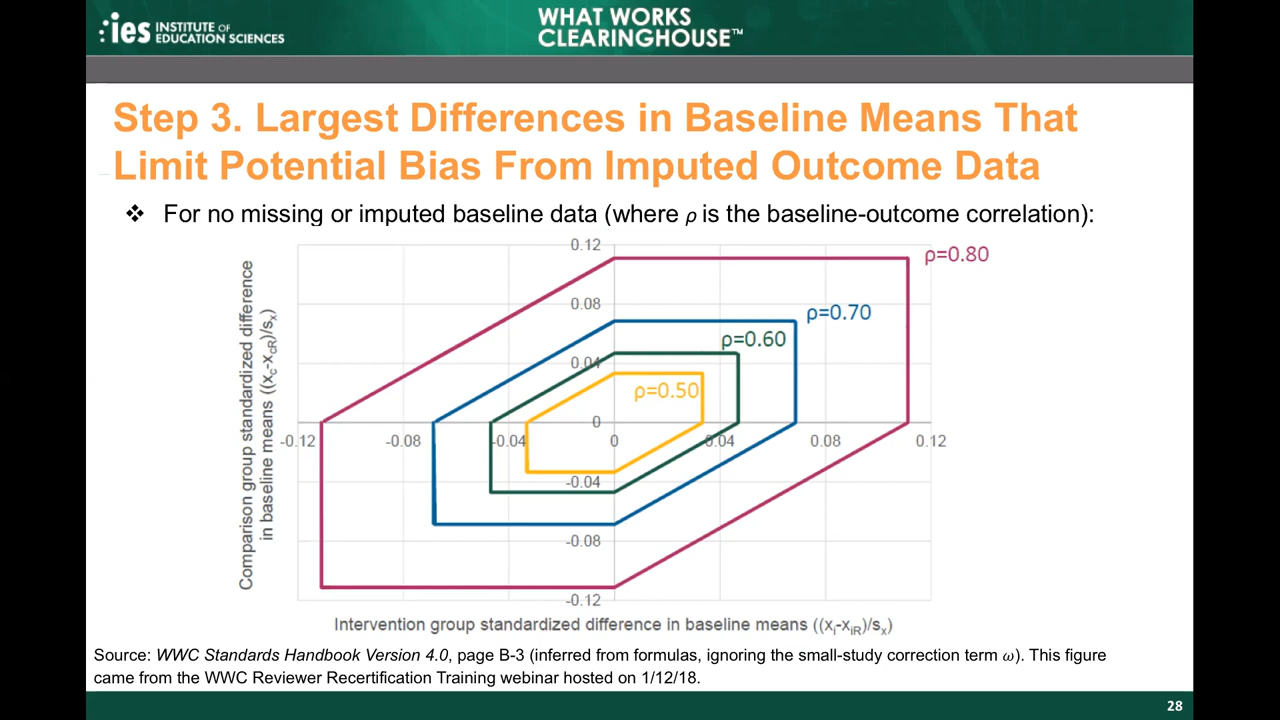 ies INSTITUTE OF
EDUCATION SCIENCES
WHAT WORKS
CLEARINGHOUSE™
Step 3. Largest Differences in Baseline Means That
Limit Potential Bias From Imputed Outcome Data
❖ For no missing or imputed baseline data (where ρ is the baseline-outcome correlation):
Comparison group standardized difference
in baseline means ((x_c-x_cR)/s_x)
0.12
0.08
0.04
0
-0.04
-0.08
-0.12
-0.12 -0.08 -0.04 0 0.04 0.08 0.12
ρ=0.80
ρ=0.70
ρ=0.60
ρ=0.50
Intervention group standardized difference in baseline means ((x_I-x_iR)/s_x)
Source: WWC Standards Handbook Version 4.0, page B-3 (inferred from formulas, ignoring the small-study correction term ω). This figure
came from the WWC Reviewer Recertification Training webinar hosted on 1/12/18.
28